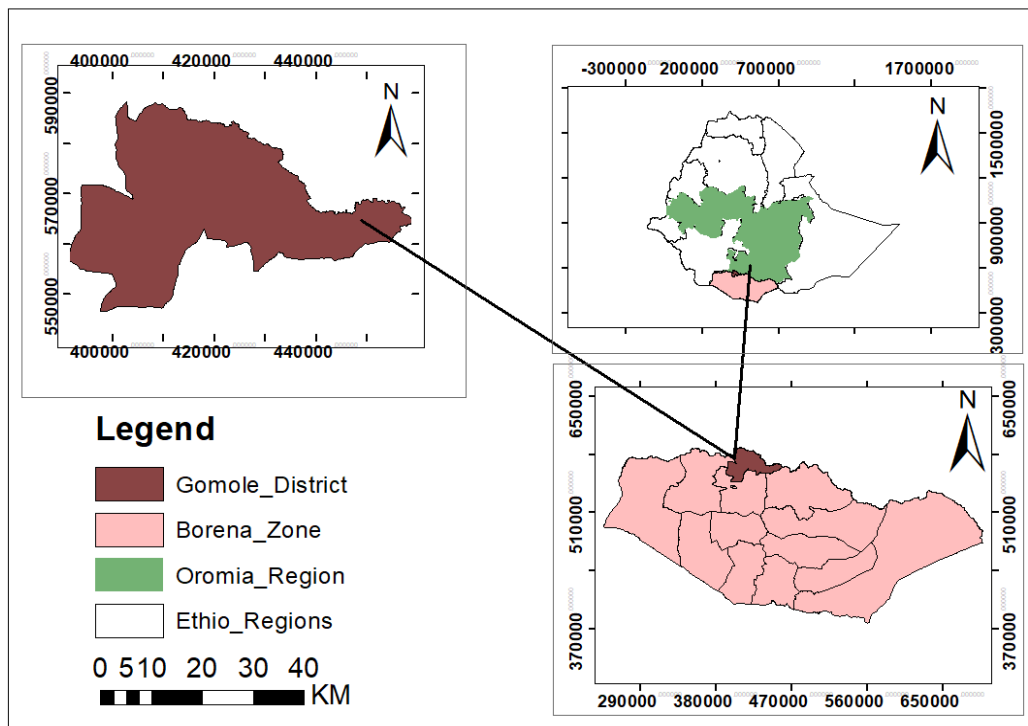 400000 420000 440000
590000
570000
550000
N
400000 420000 440000
-300000 200000 700000 1700000
N
1500000
900000
300000
650000
510000
370000
N
650000
510000
370000
290000 380000 470000 560000 650000
Legend
Gomole_District
Borena_Zone
Oromia_Region
Ethio_Regions
0 510 20 30 40
KM